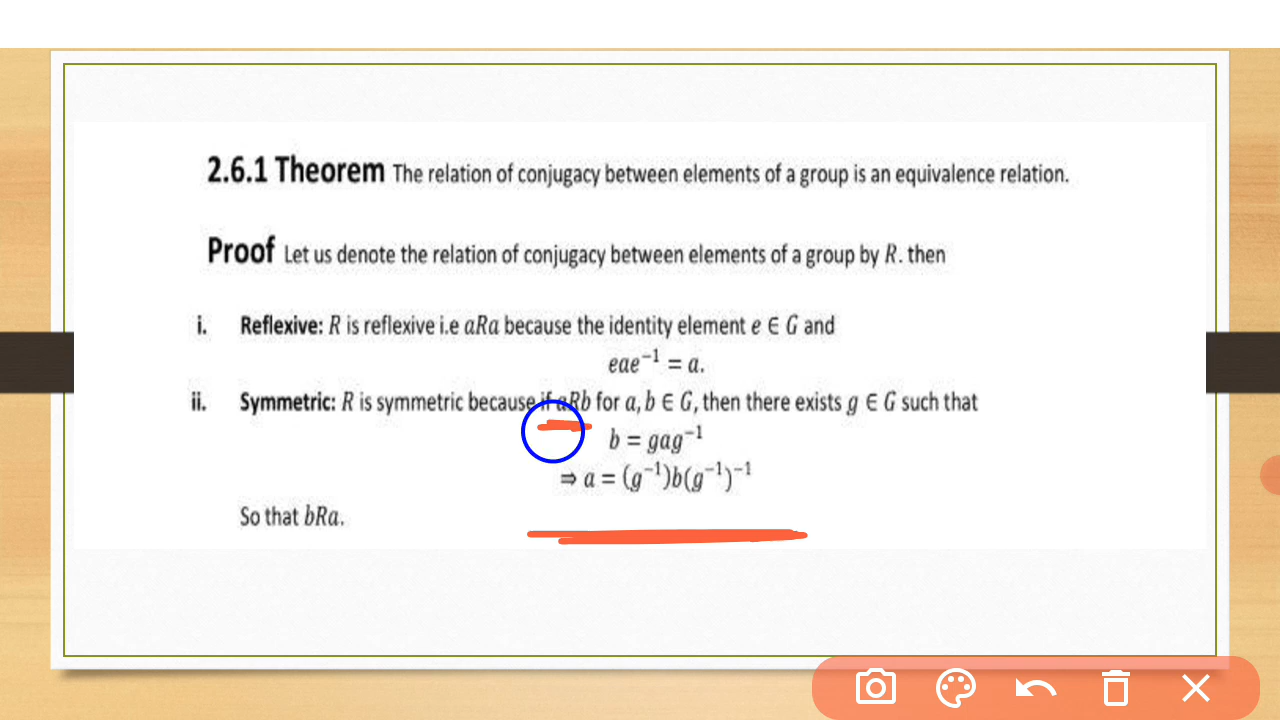 2.6.1 Theorem The relation of conjugacy between elements of a group is an equivalence relation.
Proof Let us denote the relation of conjugacy between elements of a group by R. then
i. Reflexive: R is reflexive i.e aRa because the identity element e ∈ G and
eae⁻¹ = a.
ii. Symmetric: R is symmetric because if aRb for a, b ∈ G, then there exists g ∈ G such that
b = gag⁻¹
⇒ a = (g⁻¹)b(g⁻¹)⁻¹
So that bRa.